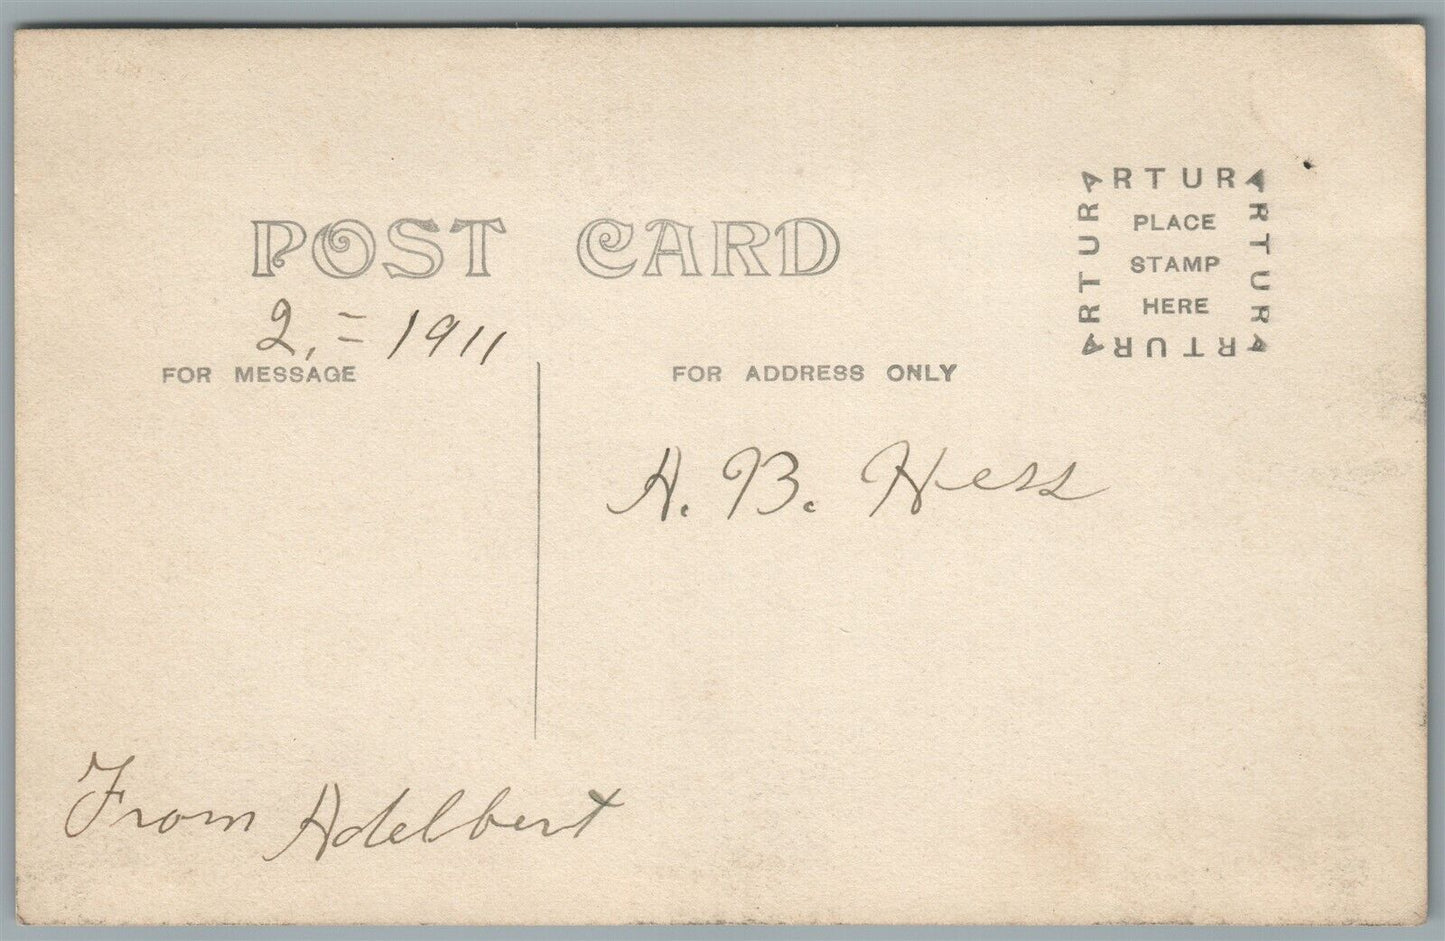 POST CARD
2, = 1911
FOR MESSAGE
FOR ADDRESS ONLY
ARTURA
ARTURA
ARTURA
ARTURA
PLACE
STAMP
HERE
A. B. Hess
From Adelbert